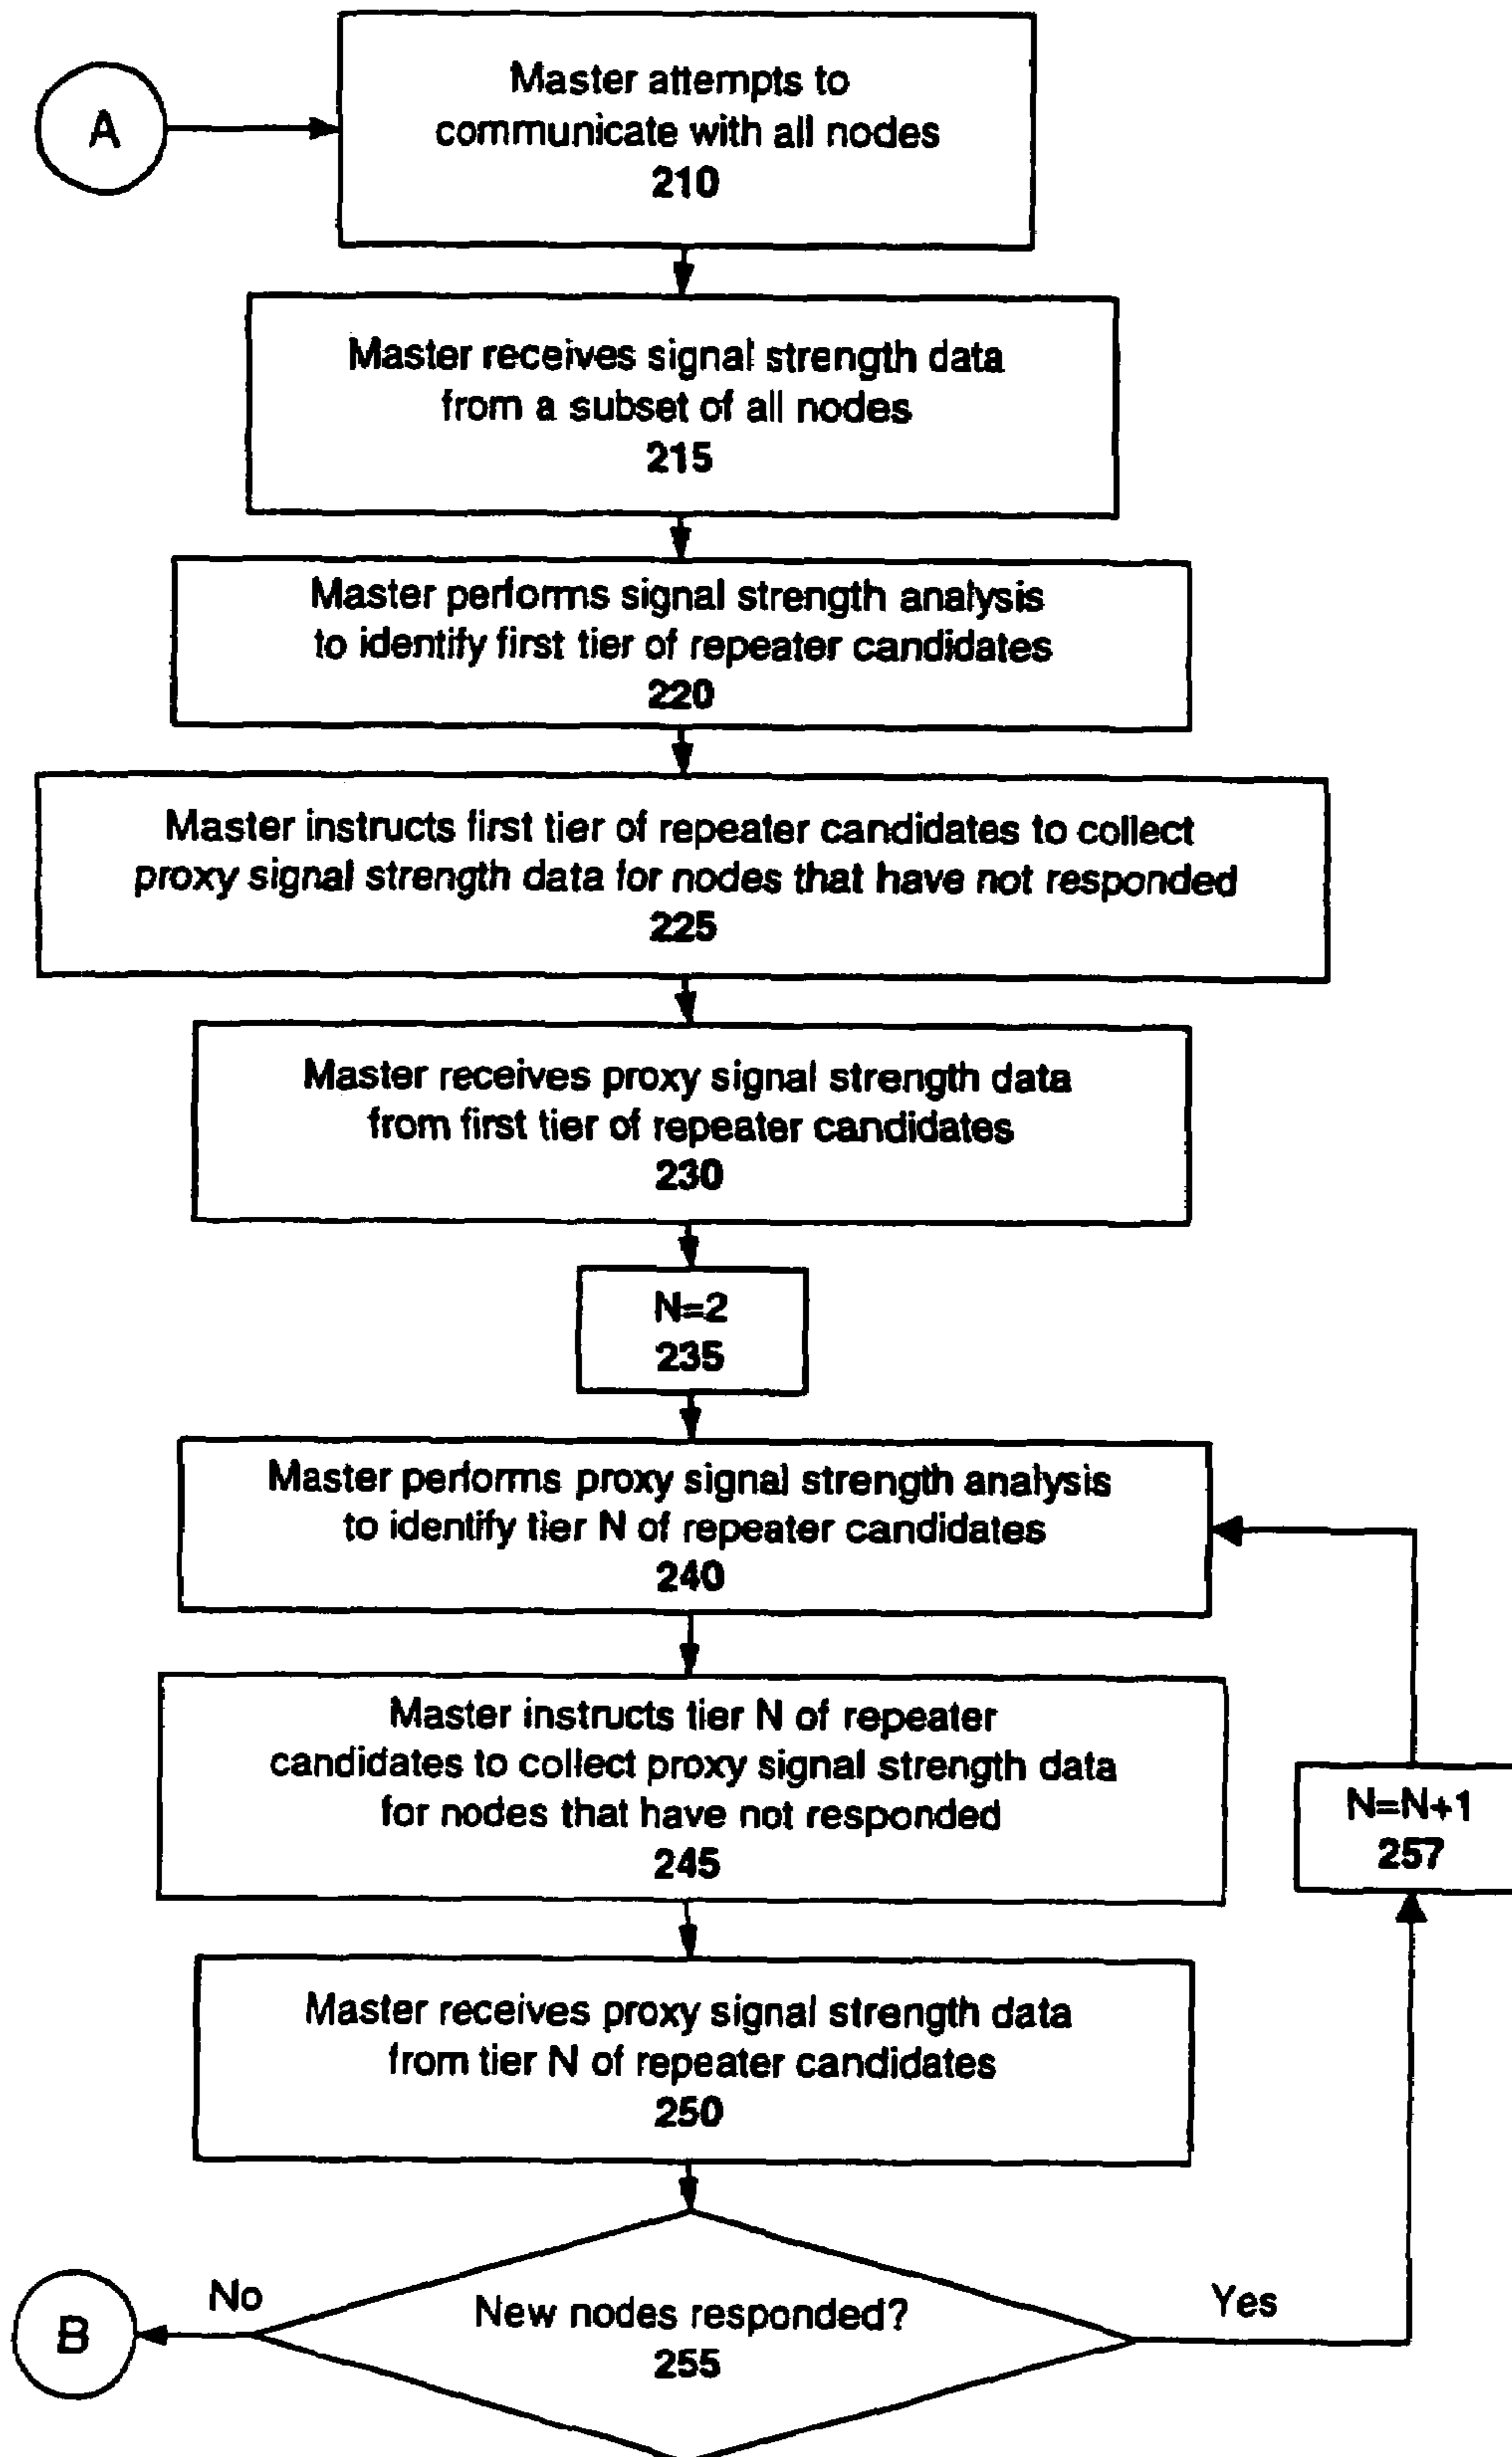 A
Master attempts to
communicate with all nodes
210
Master receives signal strength data
from a subset of all nodes
215
Master performs signal strength analysis
to identify first tier of repeater candidates
220
Master instructs first tier of repeater candidates to collect
proxy signal strength data for nodes that have not responded
225
Master receives proxy signal strength data
from first tier of repeater candidates
230
N=2
235
Master performs proxy signal strength analysis
to identify tier N of repeater candidates
240
Master instructs tier N of repeater
candidates to collect proxy signal strength data
for nodes that have not responded
245
N=N+1
257
Master receives proxy signal strength data
from tier N of repeater candidates
250
No
Yes
B
New nodes responded?
255